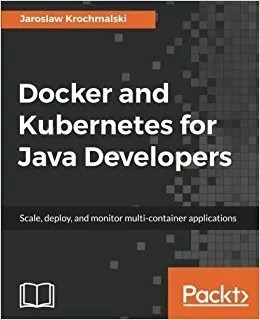 Jaroslaw Krochmalski
Docker and
Kubernetes for
Java Developers
Scale, deploy, and monitor multi-container applications
Packt>